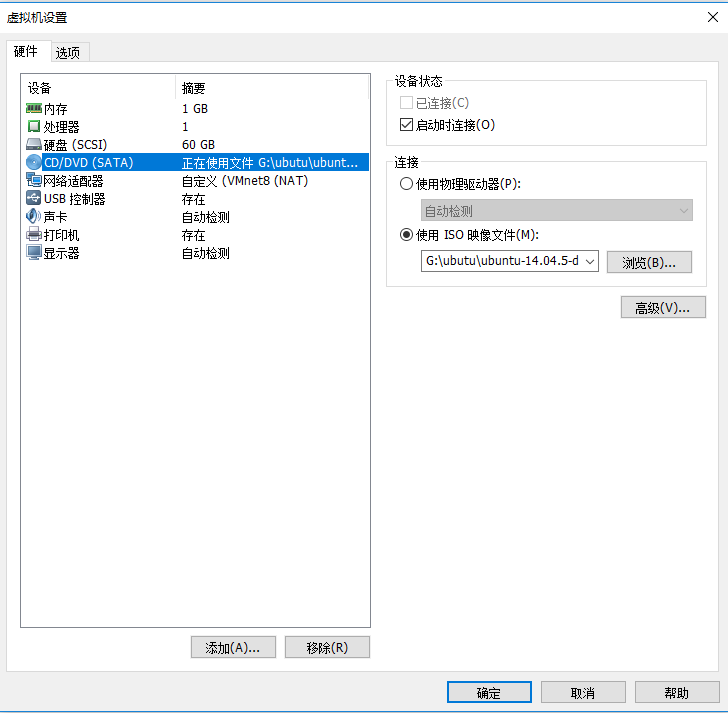 虚拟机设置
硬件 选项
设备 摘要
内存 1 GB
处理器 1
硬盘 (SCSI) 60 GB
CD/DVD (SATA) 正在使用文件 G:\ubutu\ubunt...
网络适配器 自定义 (VMnet8 (NAT)
USB 控制器 存在
声卡 自动检测
打印机 存在
显示器 自动检测
添加(A)... 移除(R)
设备状态
已连接(C)
启动时连接(O)
连接
使用物理驱动器(P):
自动检测
使用 ISO 映像文件(M):
G:\ubutu\ubuntu-14.04.5-d 浏览(B)...
高级(V)...
确定 取消 帮助